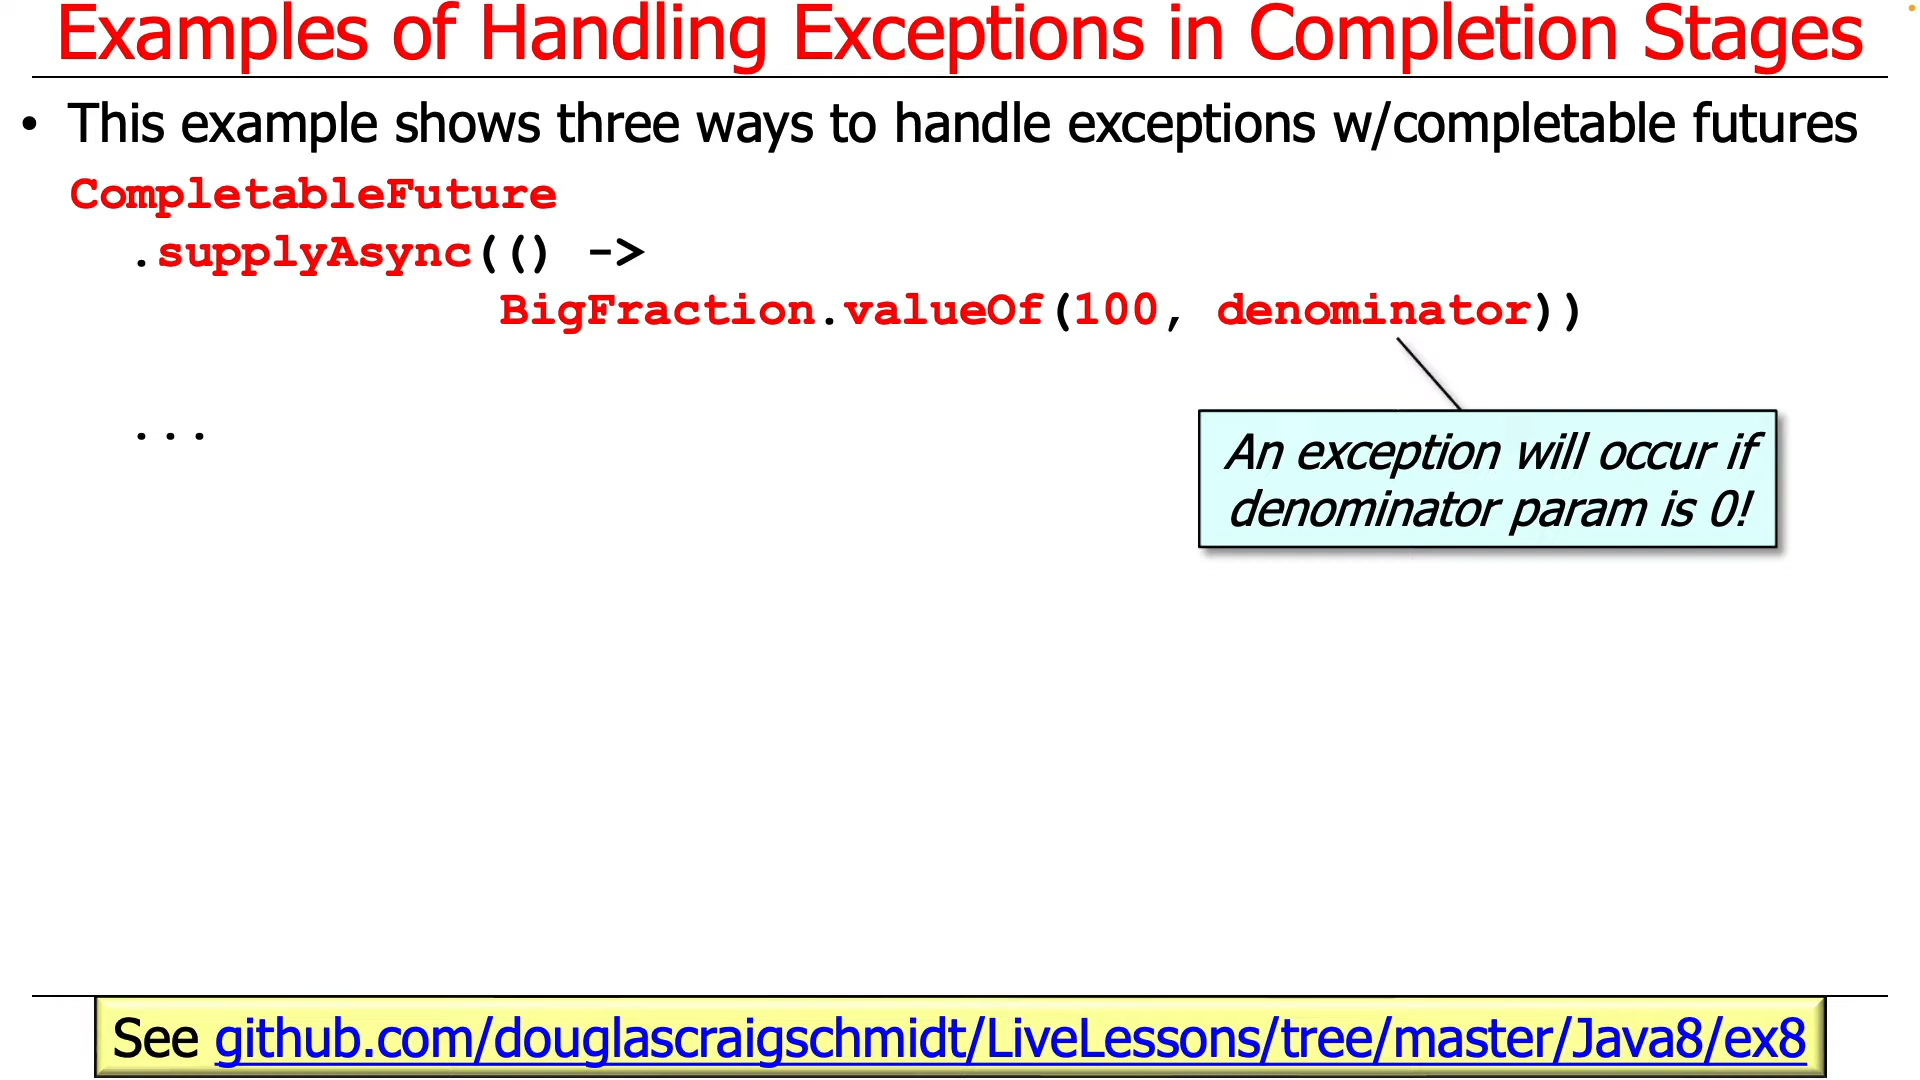 Examples of Handling Exceptions in Completion Stages
• This example shows three ways to handle exceptions w/completable futures
CompletableFuture
.supplyAsync(() ->
BigFraction.valueOf(100, denominator))
...
An exception will occur if
denominator param is 0!
See github.com/douglascraigschmidt/LiveLessons/tree/master/Java8/ex8